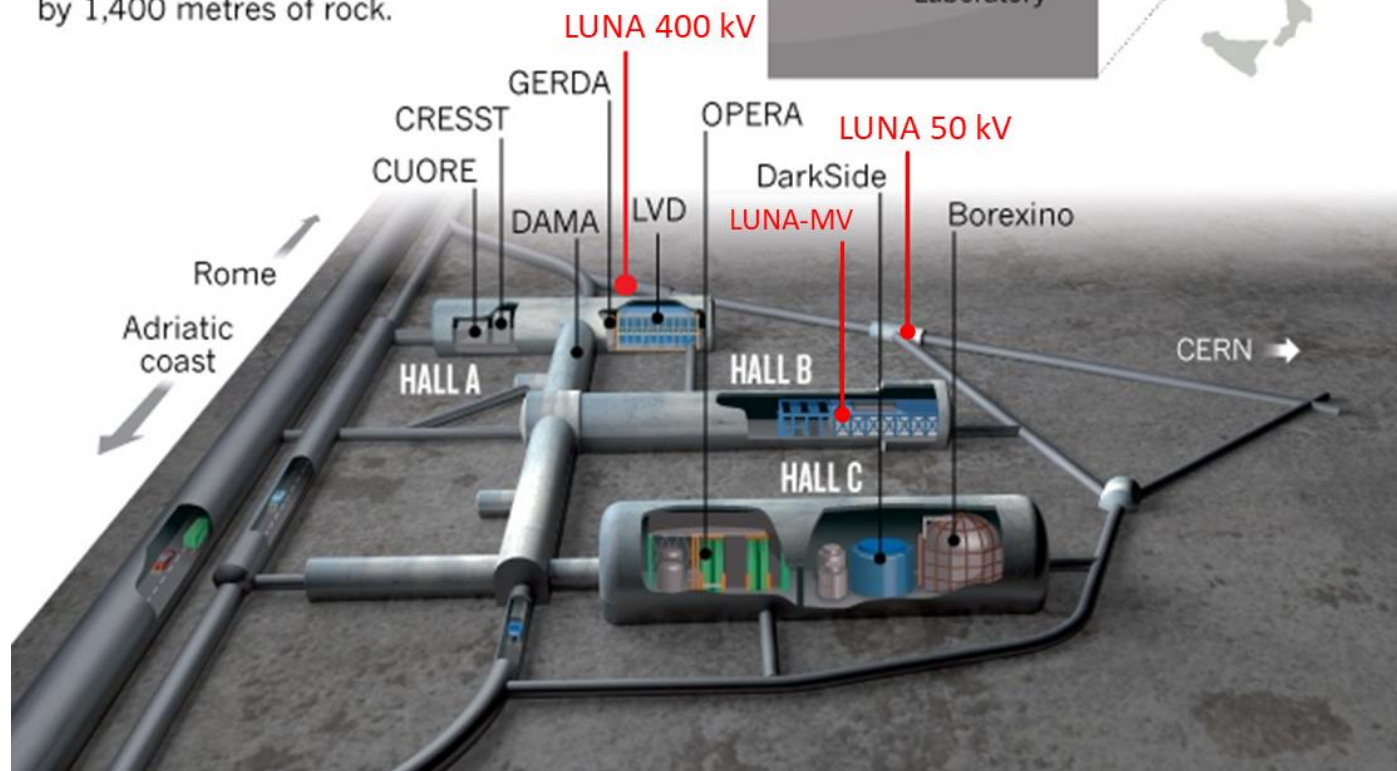 by 1,400 metres of rock.
Laboratory
LUNA 400 kV
GERDA
CRESST
OPERA
LUNA 50 kV
CUORE
DarkSide
DAMA
LVD
LUNA-MV
Borexino
Rome
Adriatic
coast
CERN
HALL A
HALL B
HALL C